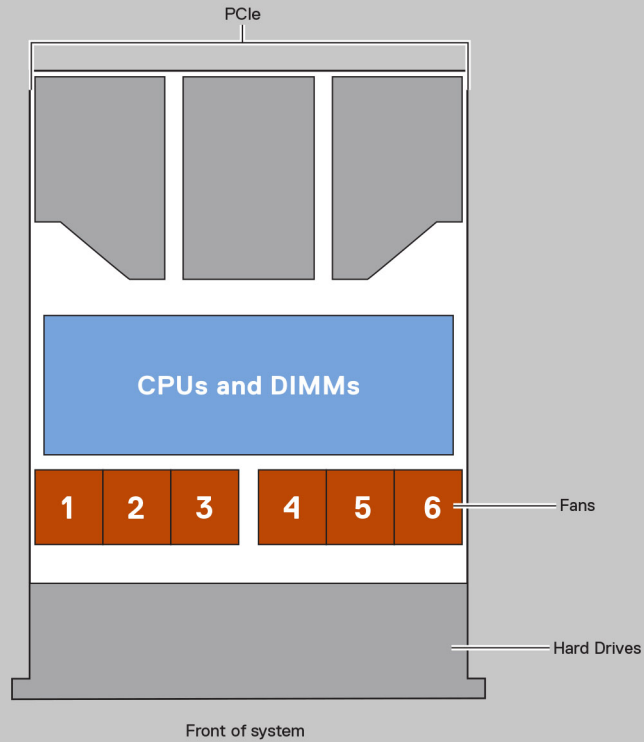 PCIe
CPUs and DIMMs
1 2 3 4 5 6
Fans
Hard Drives
Front of system